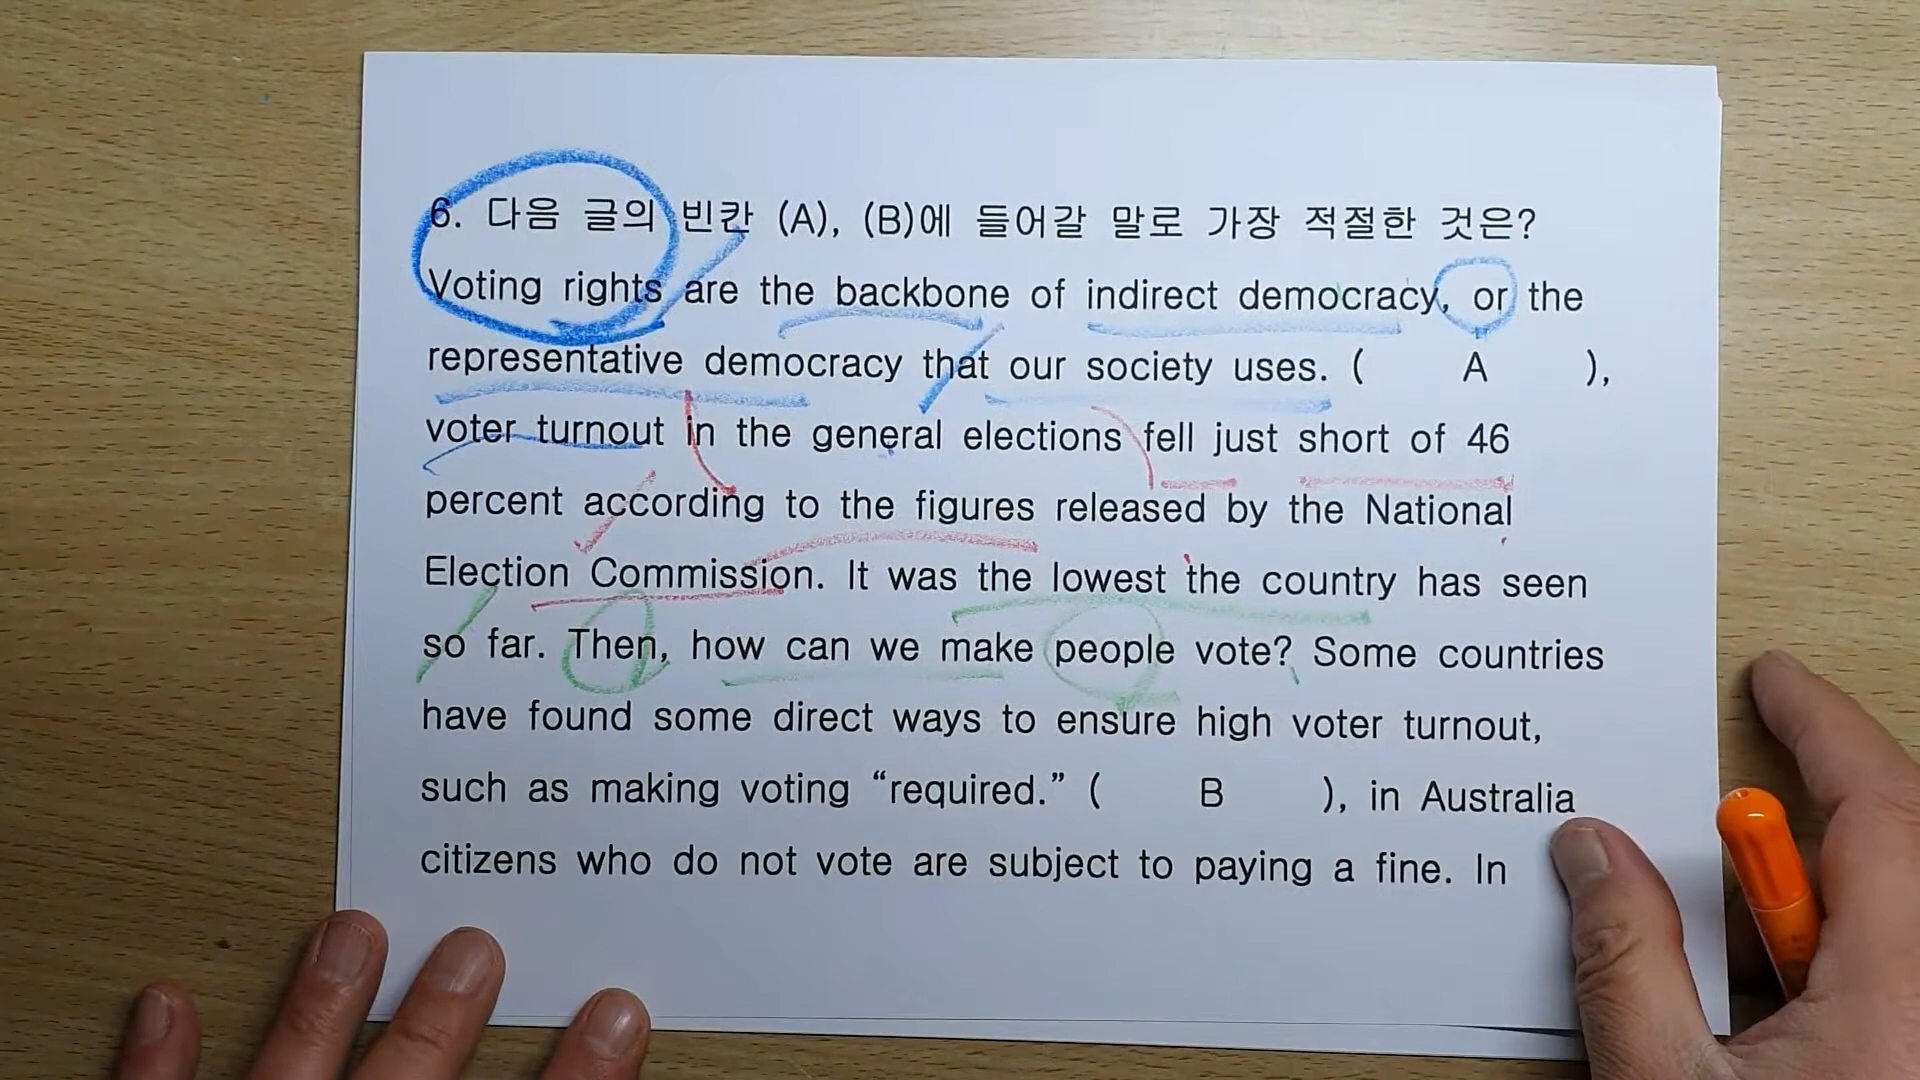 6. 다음 글의 빈칸 (A), (B)에 들어갈 말로 가장 적절한 것은?
Voting rights are the backbone of indirect democracy, or the
representative democracy that our society uses. ( A ),
voter turnout in the general elections fell just short of 46
percent according to the figures released by the National
Election Commission. It was the lowest the country has seen
so far. Then, how can we make people vote? Some countries
have found some direct ways to ensure high voter turnout,
such as making voting “required.” ( B ), in Australia
citizens who do not vote are subject to paying a fine. In